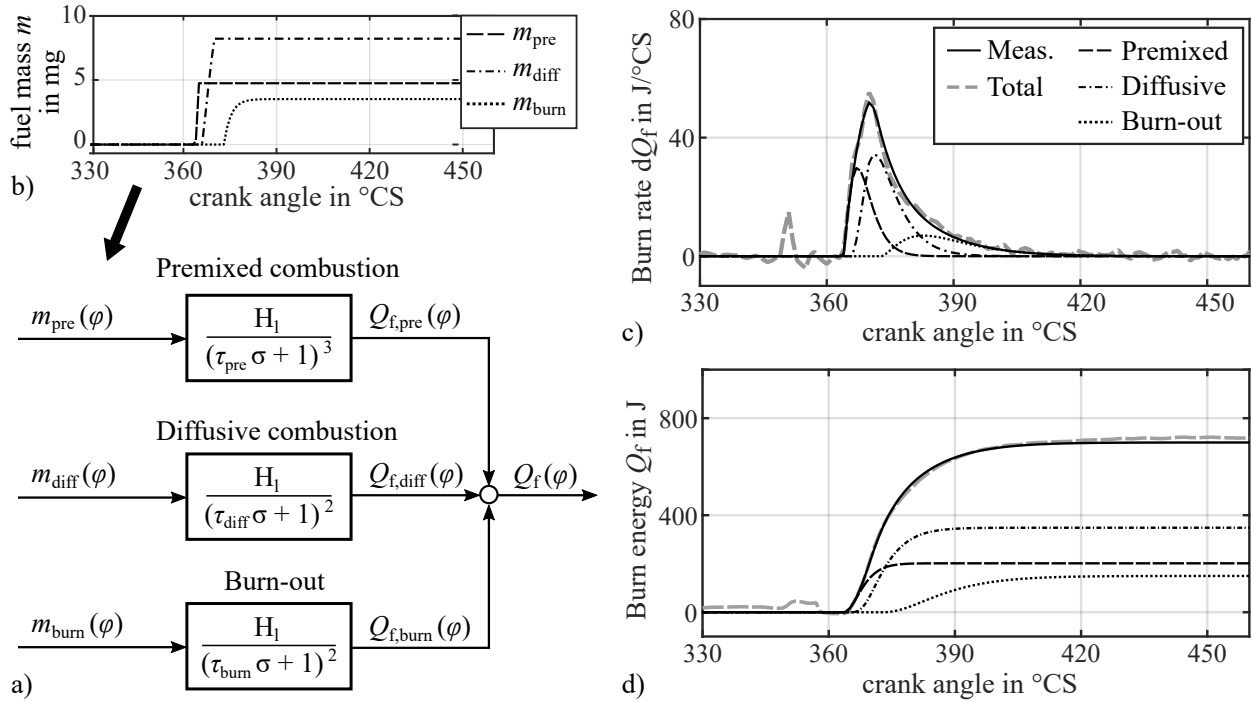 10
5
0
fuel mass m
in mg
m_pre
m_diff
m_burn
330 360 390 420 450
crank angle in °CS
b)
Premixed combustion
m_pre(φ)
H_l
(τ_pre σ + 1)^3
Q_f,pre(φ)
Diffusive combustion
m_diff(φ)
H_l
(τ_diff σ + 1)^2
Q_f,diff(φ)
Q_f(φ)
Burn-out
m_burn(φ)
H_l
(τ_burn σ + 1)^2
Q_f,burn(φ)
a)
80
40
0
Burn rate dQ_f in J/°CS
Meas. Premixed
Total Diffusive
Burn-out
330 360 390 420 450
crank angle in °CS
c)
800
400
0
Burn energy Q_f in J
330 360 390 420 450
crank angle in °CS
d)